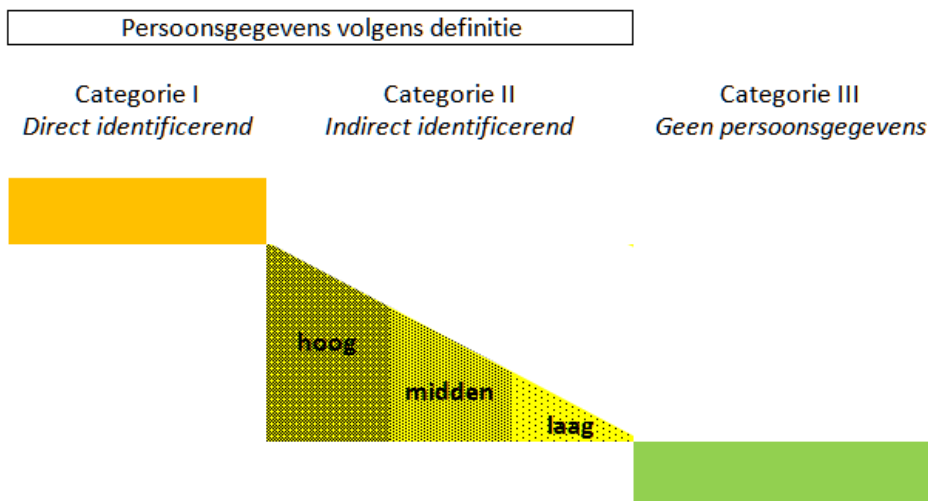 Persoonsgegevens volgens definitie
Categorie I
Direct identificerend
Categorie II
Indirect identificerend
Categorie III
Geen persoonsgegevens
hoog
midden
laag